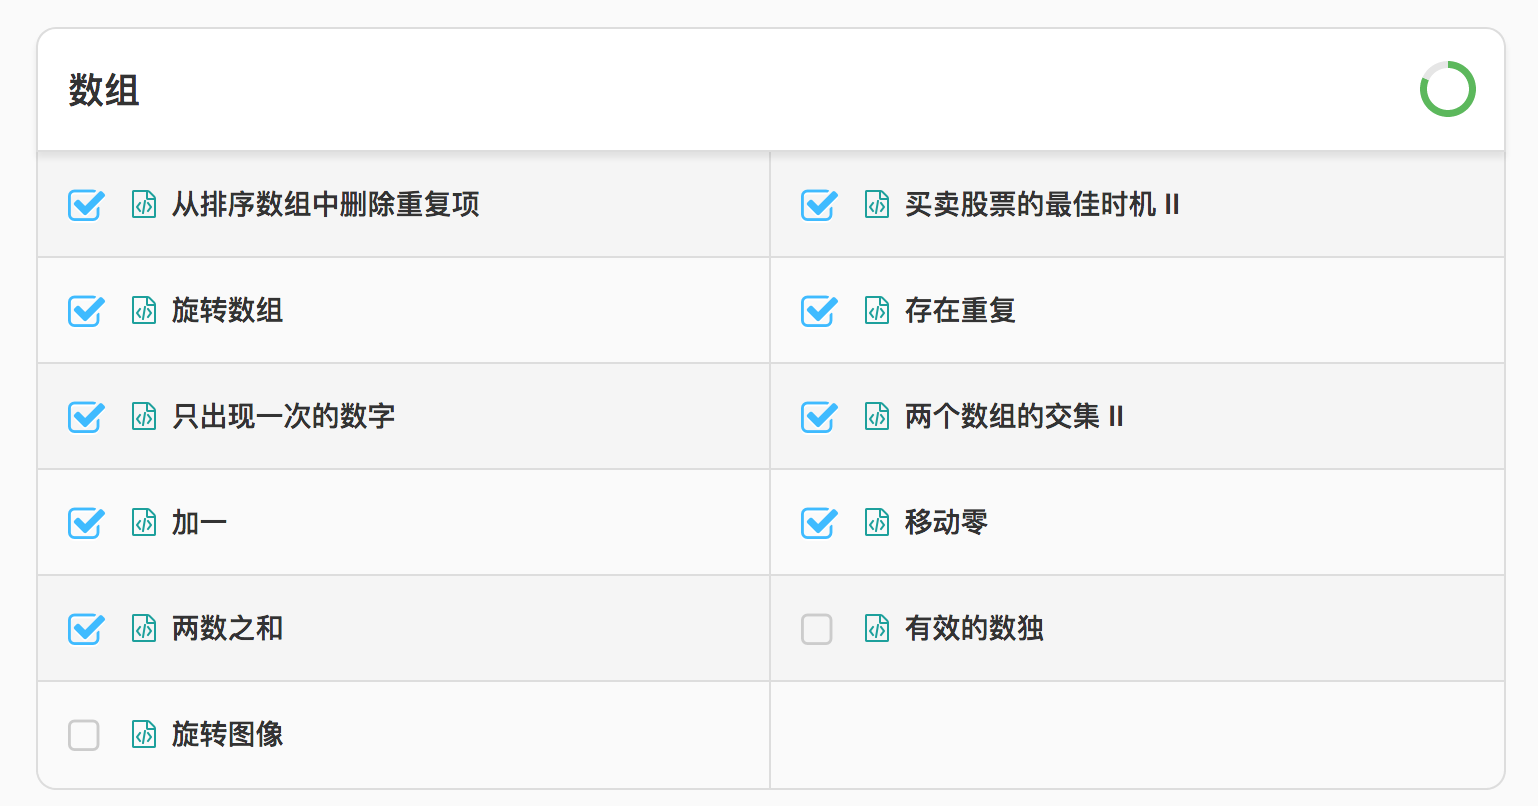 数组
从排序数组中删除重复项
买卖股票的最佳时机 II
旋转数组
存在重复
只出现一次的数字
两个数组的交集 II
加一
移动零
两数之和
有效的数独
旋转图像